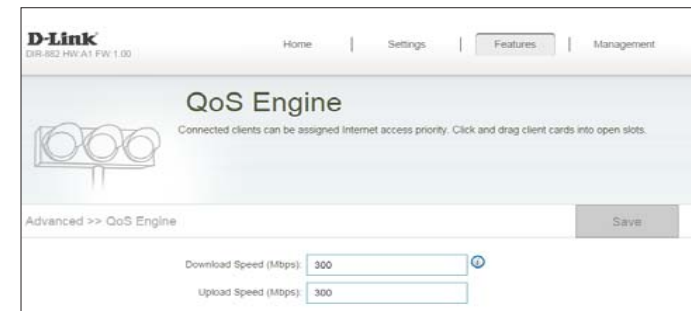 D-Link
DIR-882 HW:A1 FW:1.00
Home | Settings | Features | Management
QoS Engine
Connected clients can be assigned Internet access priority. Click and drag client cards into open slots.
Advanced >> QoS Engine
Save
Download Speed (Mbps): 300
Upload Speed (Mbps): 300